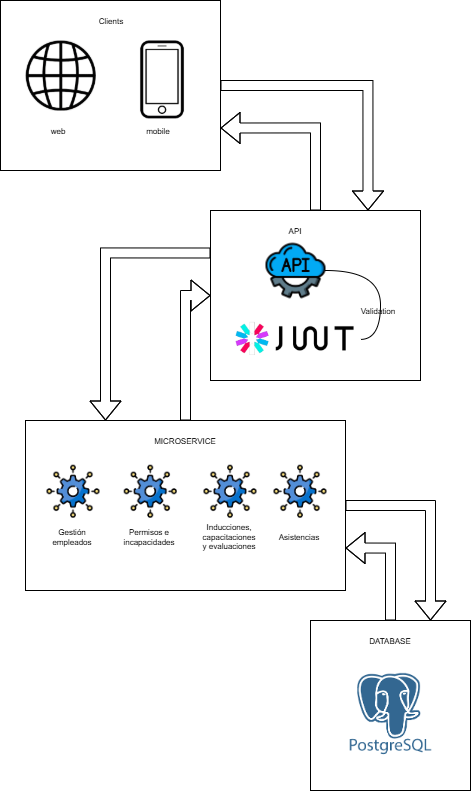 Clients
web
mobile
API
API
Validation
JWT
MICROSERVICE
Gestión
empleados
Permisos e
incapacidades
Inducciones,
capacitaciones
y evaluaciones
Asistencias
DATABASE
PostgreSQL